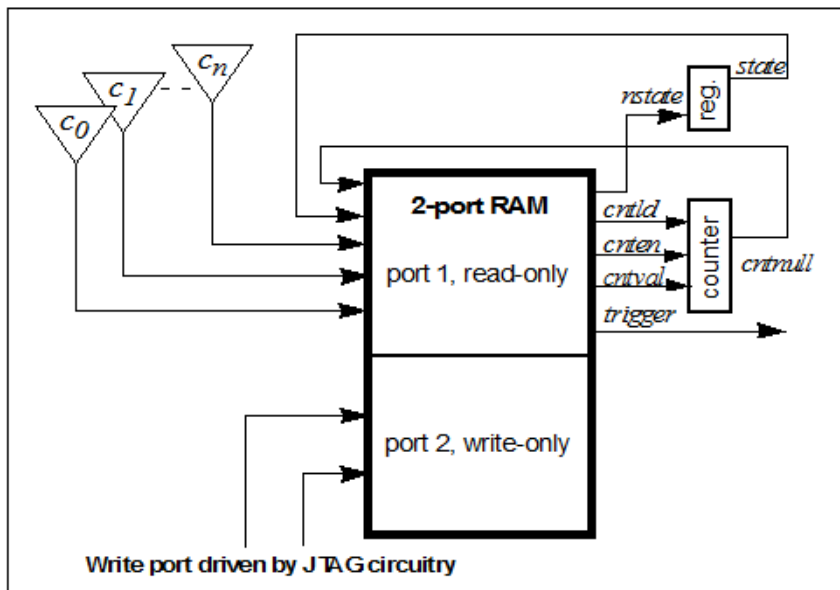 c0
c1
cn
nstate
reg.
state
2-port RAM
port 1, read-only
cntld
cnten
cntval
counter
cntnull
trigger
port 2, write-only
Write port driven by JTAG circuitry